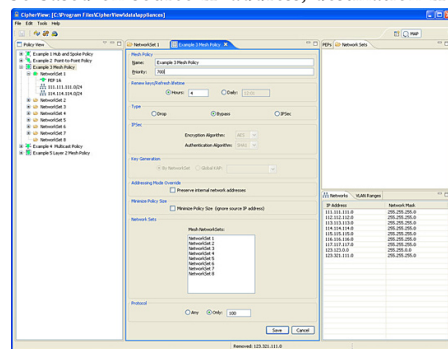 CipherView: [C:\Program Files\CipherView\data\appliances]
File Edit Tools Help
MAP
Policy View
Example 1 Hub and Spoke Policy
Example 2 Point-to-Point Policy
Example 3 Mesh Policy
NetworkSet 1
PEP 1A
111.111.111.0/24
114.114.114.0/24
NetworkSet 2
NetworkSet 3
NetworkSet 4
NetworkSet 5
NetworkSet 6
NetworkSet 7
NetworkSet 8
Example 4 Multicast Policy
Example 5 Layer 2 Mesh Policy
NetworkSet 1
Example 3 Mesh Policy
Mesh Policy
Name: Example 3 Mesh Policy
Priority: 700
Renew keys/Refresh lifetime
Hours: 4
Daily:
Type
Drop
Bypass
IPSec
IPSec
Encryption Algorithm: AES
Authentication Algorithm:
Key Generation
By NetworkSet
Global PEP
Addressing Mode Override
Preserve internal network addresses
Minimize Policy Size
Minimize Policy Size (ignore source IP address)
Network Sets
Mesh NetworkSets:
NetworkSet 1
NetworkSet 2
NetworkSet 3
NetworkSet 4
NetworkSet 5
NetworkSet 6
NetworkSet 7
NetworkSet 8
Protocol
Any
Only: 100
Save
Cancel
PEPs
Network Sets
Networks
VLAN Ranges
IP Address
Network Mask
111.111.111.0 255.255.255.0
112.112.112.0 255.255.255.0
113.113.113.0 255.255.255.0
114.114.114.0 255.255.255.0
115.115.115.0 255.255.255.0
116.116.116.0 255.255.255.0
117.117.117.0 255.255.255.0
123.123.0.0 255.255.0.0
123.321.111.0 255.255.255.0
Removed: 123.321.111.0